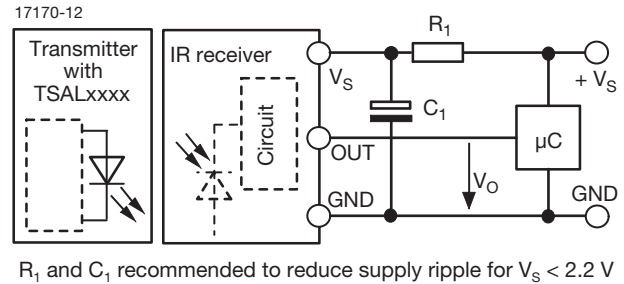 17170-12
Transmitter
with
TSALxxxx
IR receiver
Circuit
VS
OUT
GND
C1
R1
+ VS
µC
VO
GND
R1 and C1 recommended to reduce supply ripple for VS < 2.2 V